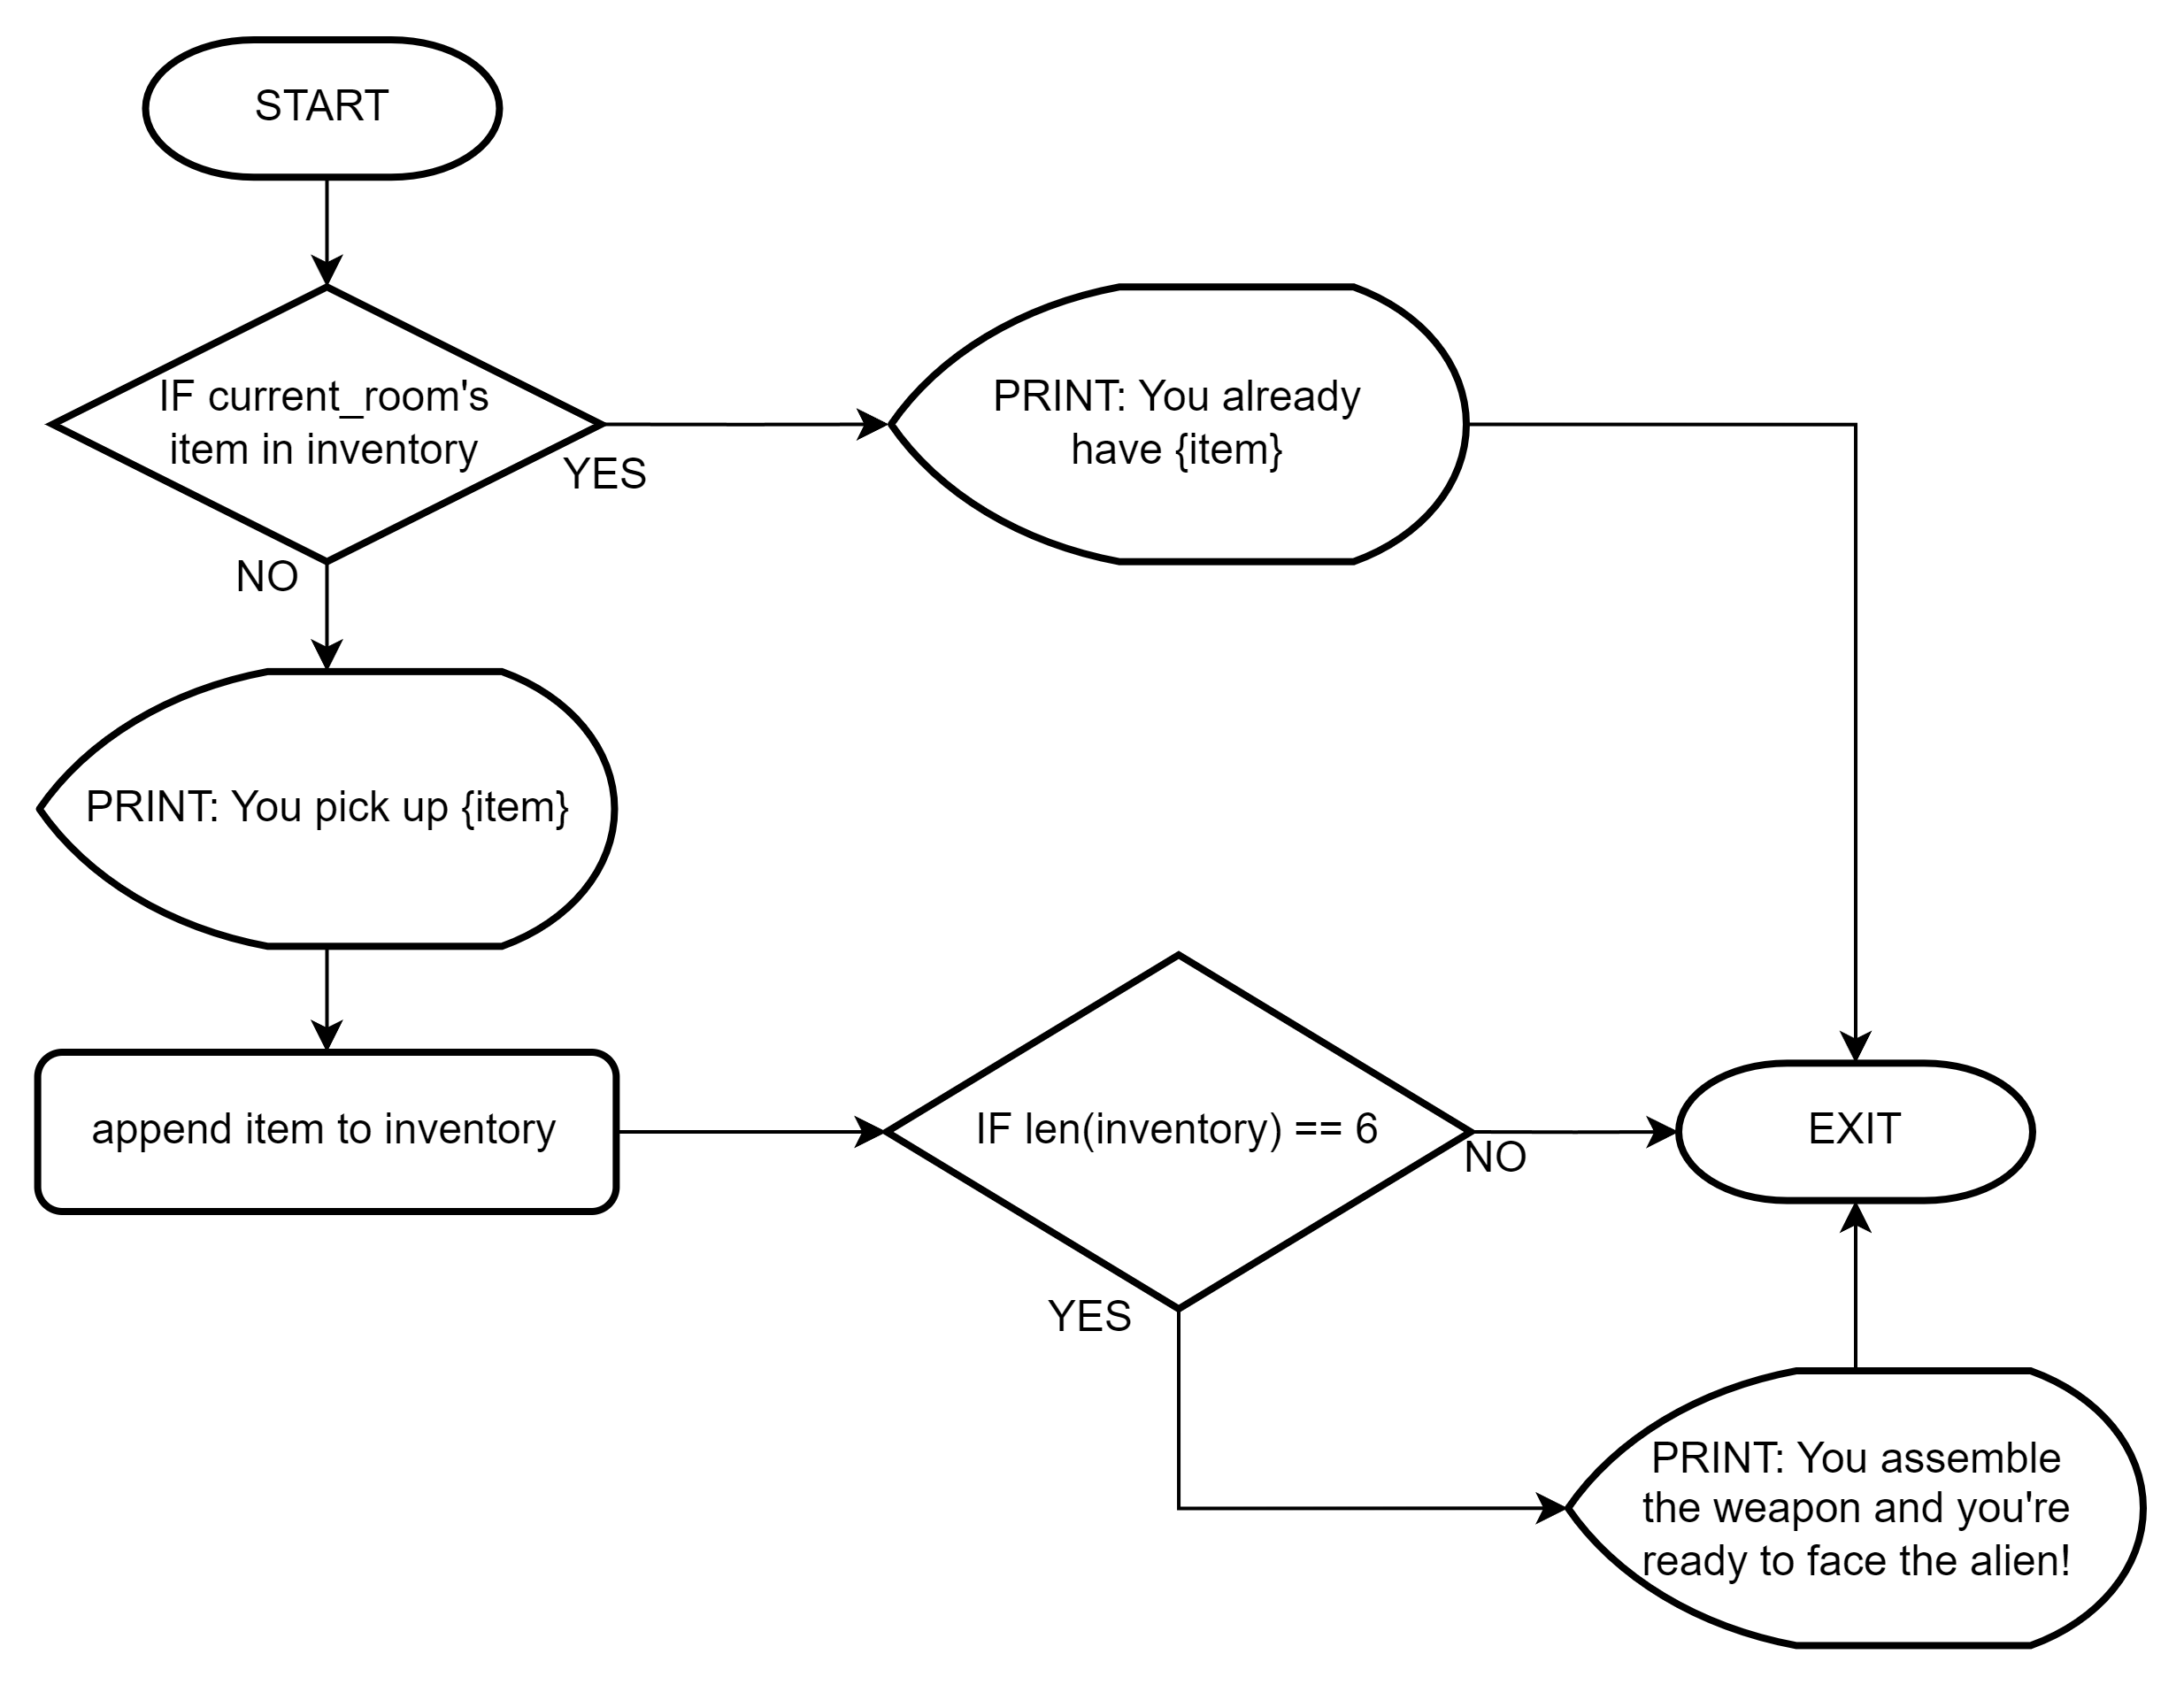 START
IF current_room's
item in inventory
YES
PRINT: You already
have {item}
NO
PRINT: You pick up {item}
append item to inventory
IF len(inventory) == 6
NO
EXIT
YES
PRINT: You assemble
the weapon and you're
ready to face the alien!